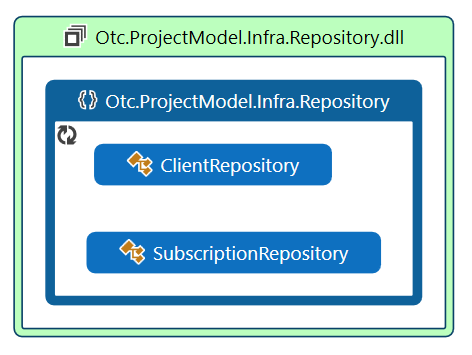 Otc.ProjectModel.Infra.Repository.dll
Otc.ProjectModel.Infra.Repository
ClientRepository
SubscriptionRepository